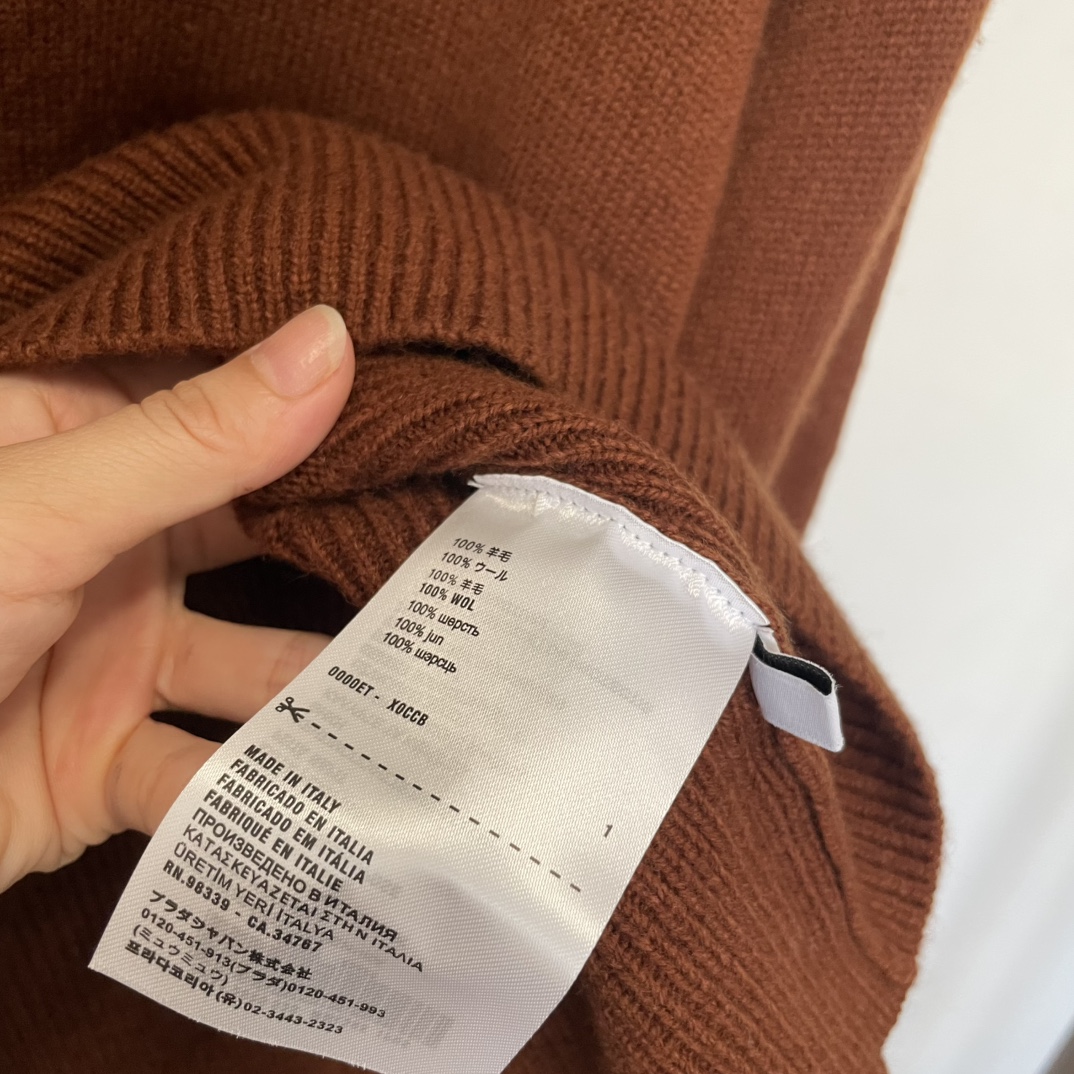 100% 羊毛
100% ウール
100% 羊毛
100% WOL
100% шерсть
100% jun
100% шэрсць
0000ET - X0CCB
1
MADE IN ITALY
FABRICADO EN ITALIA
FABRICADO EM ITÁLIA
FABRIQUÉ EN ITALIE
ПРОИЗВЕДЕНО В ИТАЛИЯ
ΚΑΤΑΣΚΕΥΑΖΕΤΑΙ ΣΤΗΝ ΙΤΑΛΙΑ
ÜRETİM YERİ İTALYA
RN.98339 - CA.34767
プラダジャパン株式会社
0120-451-913(プラダ)0120-451-993
(ミュウミュウ)
프라다코리아(유)02-3443-2323